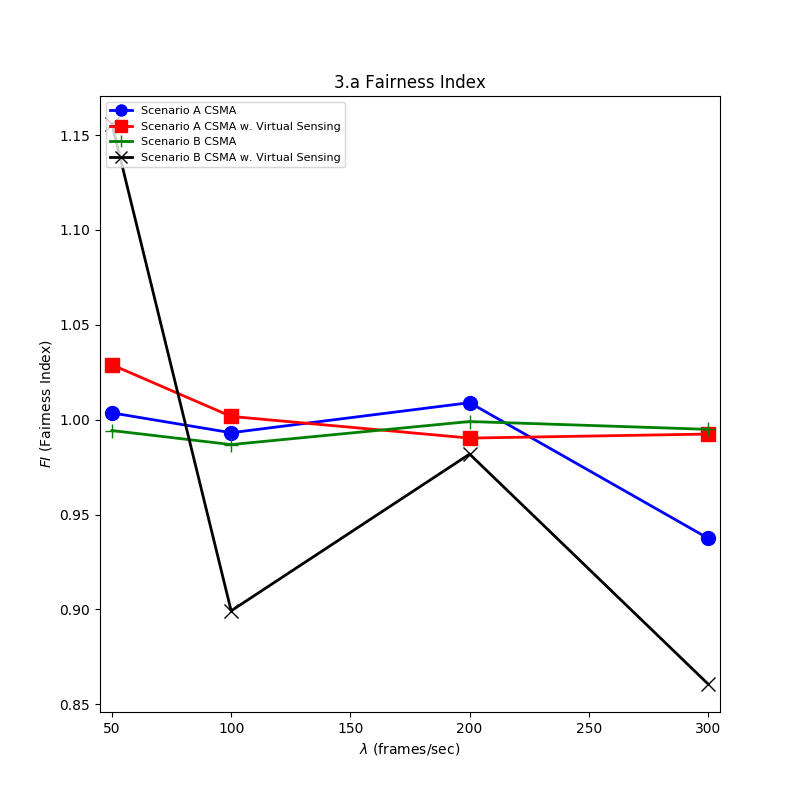 3.a Fairness Index
Scenario A CSMA
Scenario A CSMA w. Virtual Sensing
Scenario B CSMA
Scenario B CSMA w. Virtual Sensing
1.15
1.10
1.05
1.00
0.95
0.90
0.85
FI (Fairness Index)
50 100 150 200 250 300
λ (frames/sec)